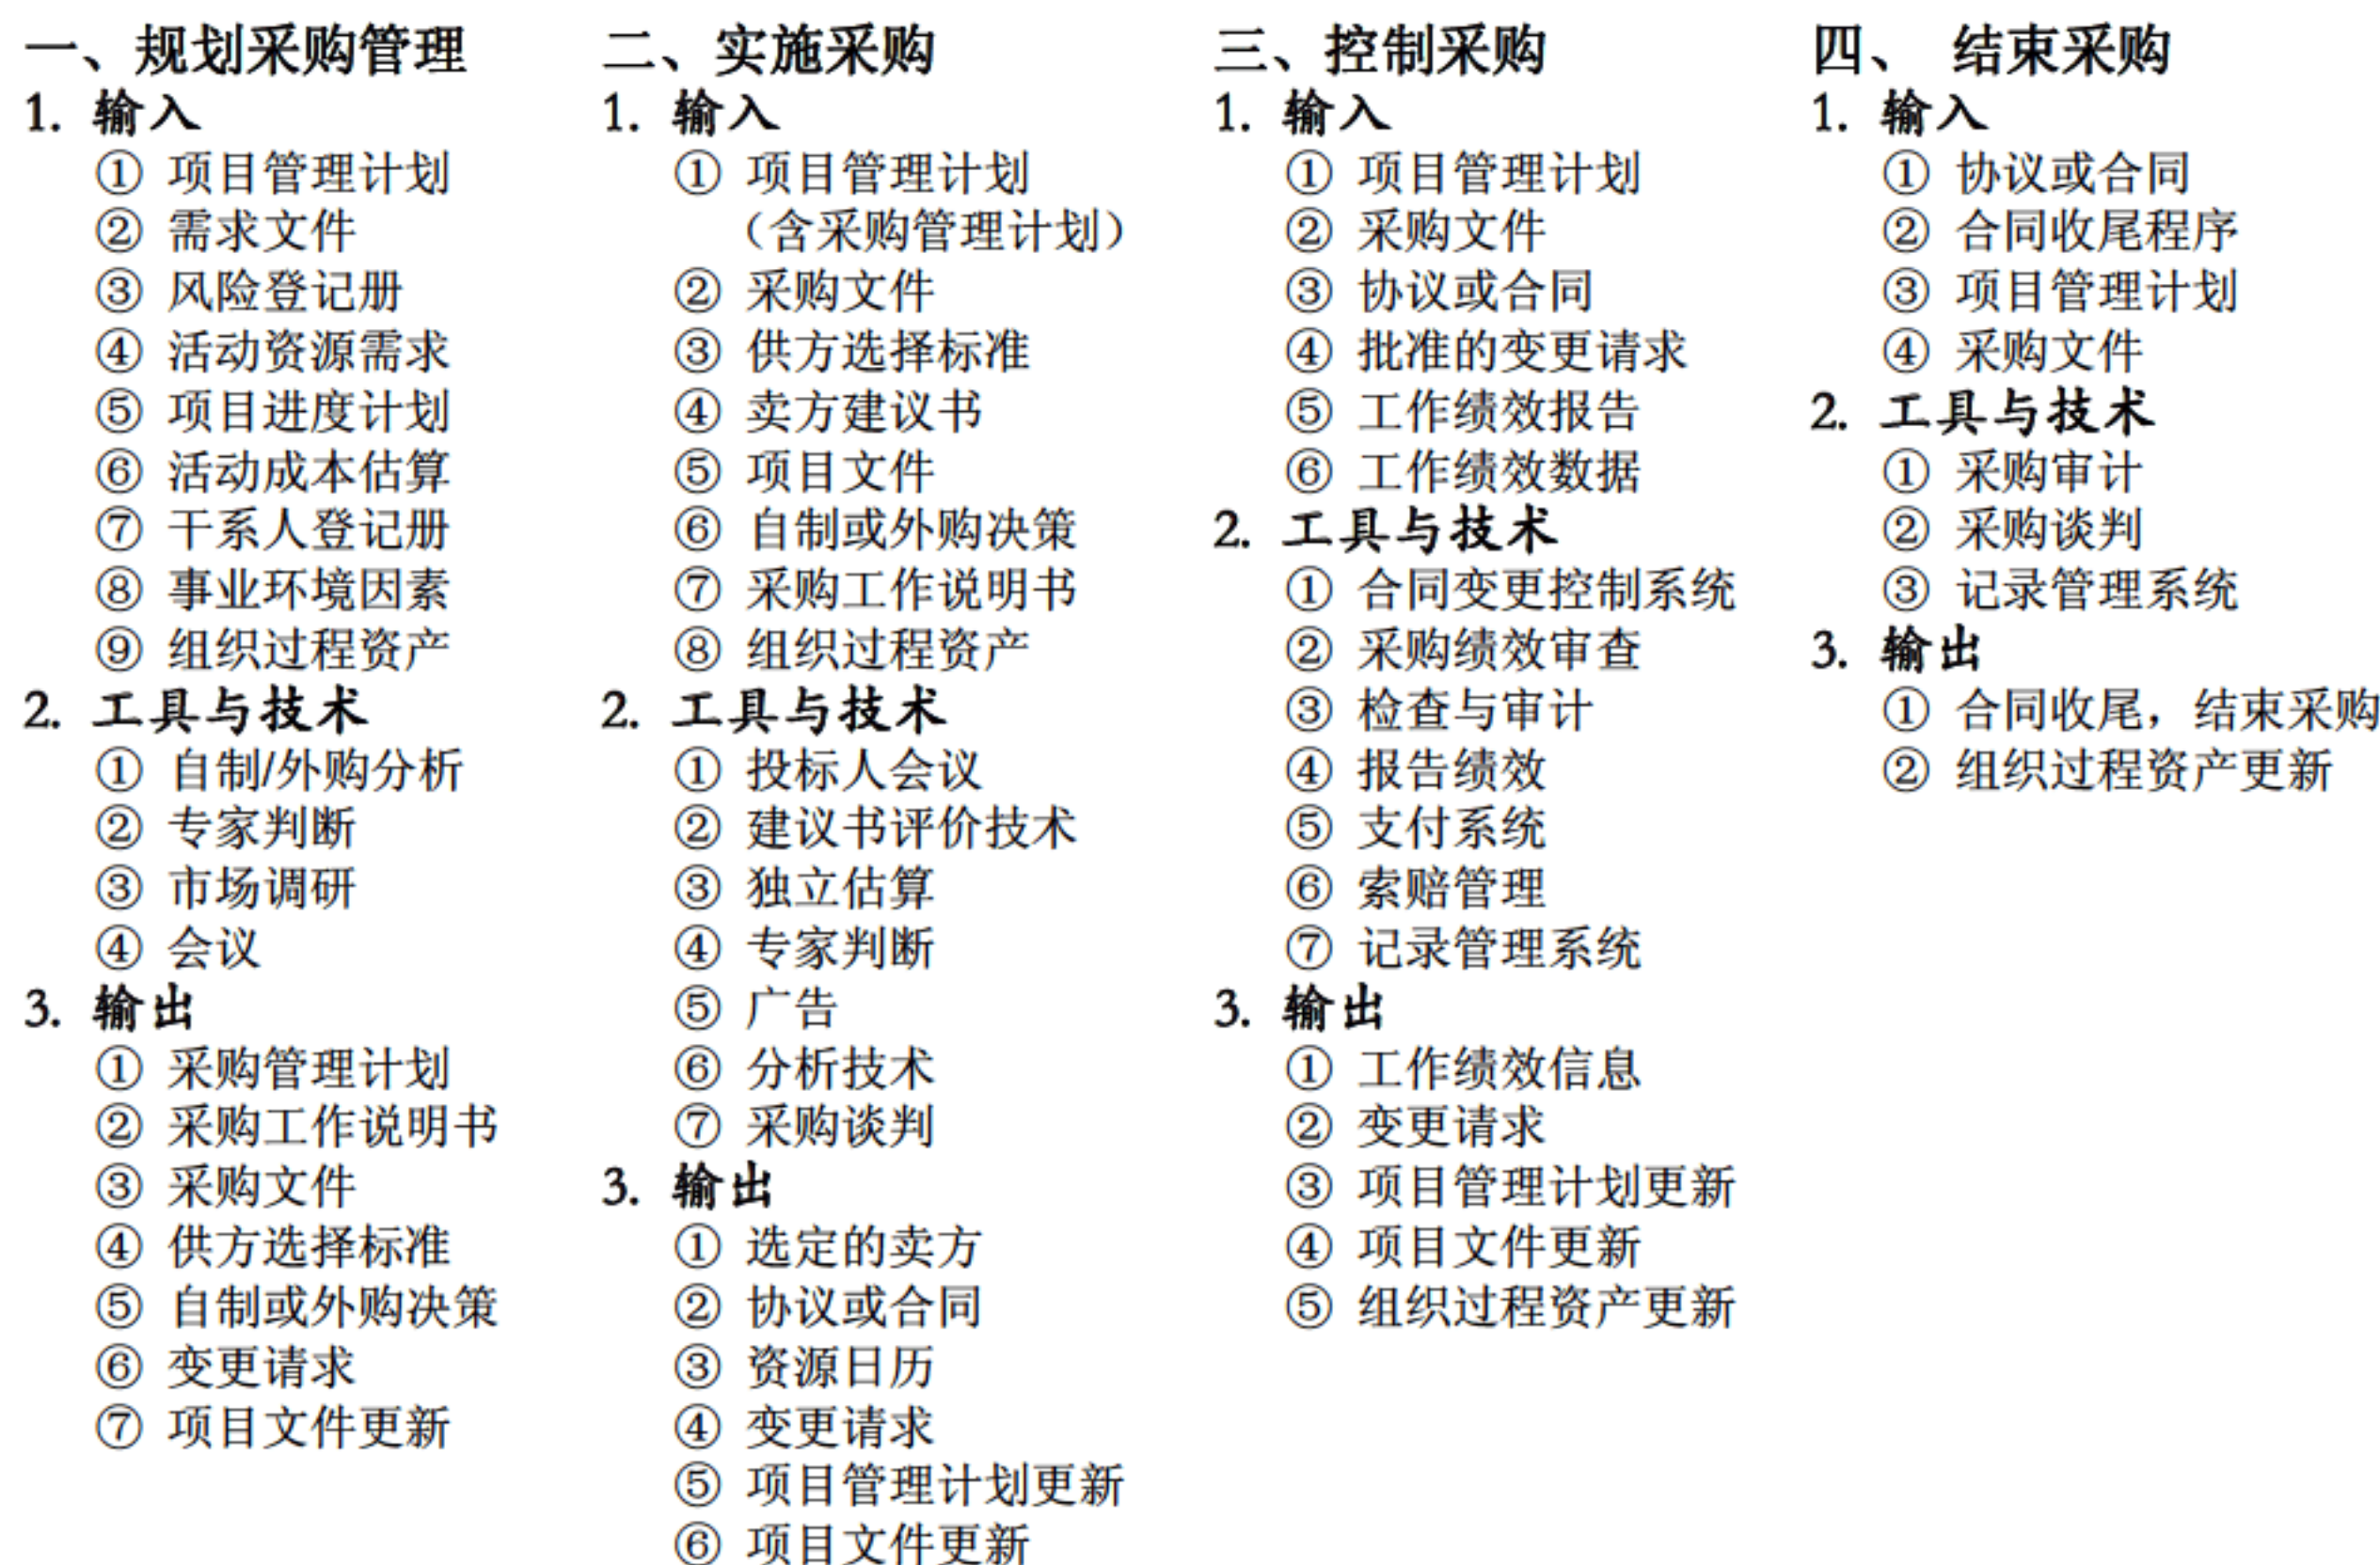 一、规划采购管理
1. 输入
① 项目管理计划
② 需求文件
③ 风险登记册
④ 活动资源需求
⑤ 项目进度计划
⑥ 活动成本估算
⑦ 干系人登记册
⑧ 事业环境因素
⑨ 组织过程资产
2. 工具与技术
① 自制/外购分析
② 专家判断
③ 市场调研
④ 会议
3. 输出
① 采购管理计划
② 采购工作说明书
③ 采购文件
④ 供方选择标准
⑤ 自制或外购决策
⑥ 变更请求
⑦ 项目文件更新
二、实施采购
1. 输入
① 项目管理计划
（含采购管理计划）
② 采购文件
③ 供方选择标准
④ 卖方建议书
⑤ 项目文件
⑥ 自制或外购决策
⑦ 采购工作说明书
⑧ 组织过程资产
2. 工具与技术
① 投标人会议
② 建议书评价技术
③ 独立估算
④ 专家判断
⑤ 广告
⑥ 分析技术
⑦ 采购谈判
3. 输出
① 选定的卖方
② 协议或合同
③ 资源日历
④ 变更请求
⑤ 项目管理计划更新
⑥ 项目文件更新
三、控制采购
1. 输入
① 项目管理计划
② 采购文件
③ 协议或合同
④ 批准的变更请求
⑤ 工作绩效报告
⑥ 工作绩效数据
2. 工具与技术
① 合同变更控制系统
② 采购绩效审查
③ 检查与审计
④ 报告绩效
⑤ 支付系统
⑥ 索赔管理
⑦ 记录管理系统
3. 输出
① 工作绩效信息
② 变更请求
③ 项目管理计划更新
④ 项目文件更新
⑤ 组织过程资产更新
四、 结束采购
1. 输入
① 协议或合同
② 合同收尾程序
③ 项目管理计划
④ 采购文件
2. 工具与技术
① 采购审计
② 采购谈判
③ 记录管理系统
3. 输出
① 合同收尾，结束采购
② 组织过程资产更新